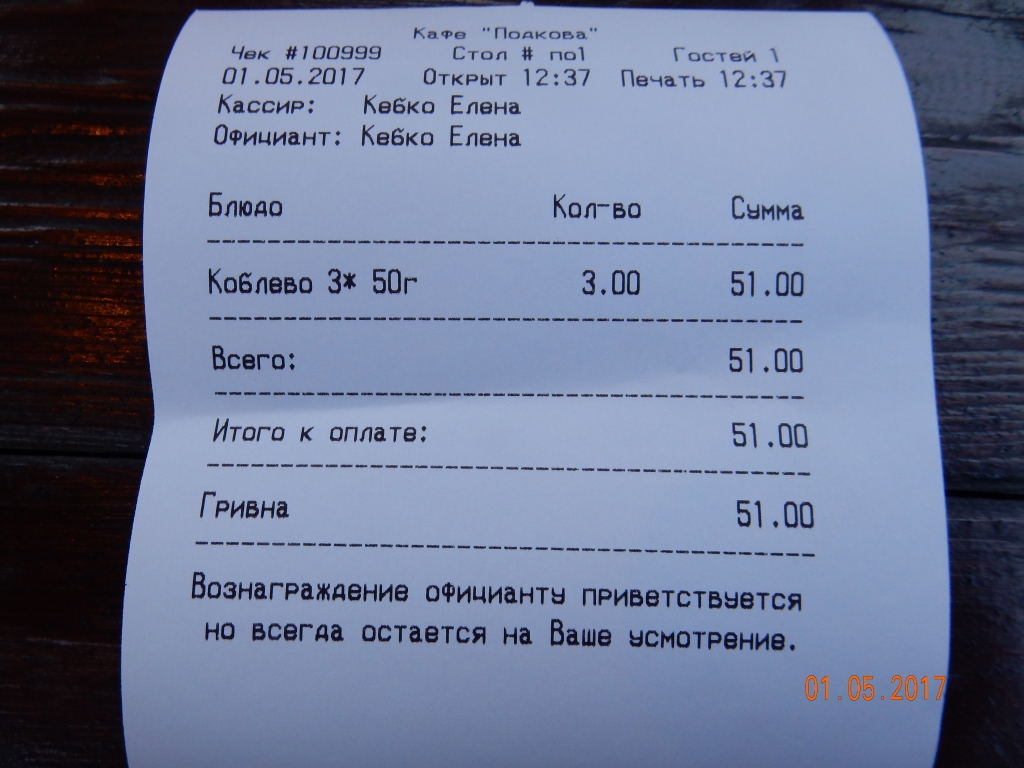 Кафе "Подкова"
Чек #100999 Стол # по1 Гостей 1
01.05.2017 Открыт 12:37 Печать 12:37
Кассир: Кебко Елена
Официант: Кебко Елена
Блюдо Кол-во Сумма
Коблево 3* 50г 3.00 51.00
Всего: 51.00
Итого к оплате: 51.00
Гривна 51.00
Вознаграждение официанту приветствуется
но всегда остается на Ваше усмотрение.
01.05.2017